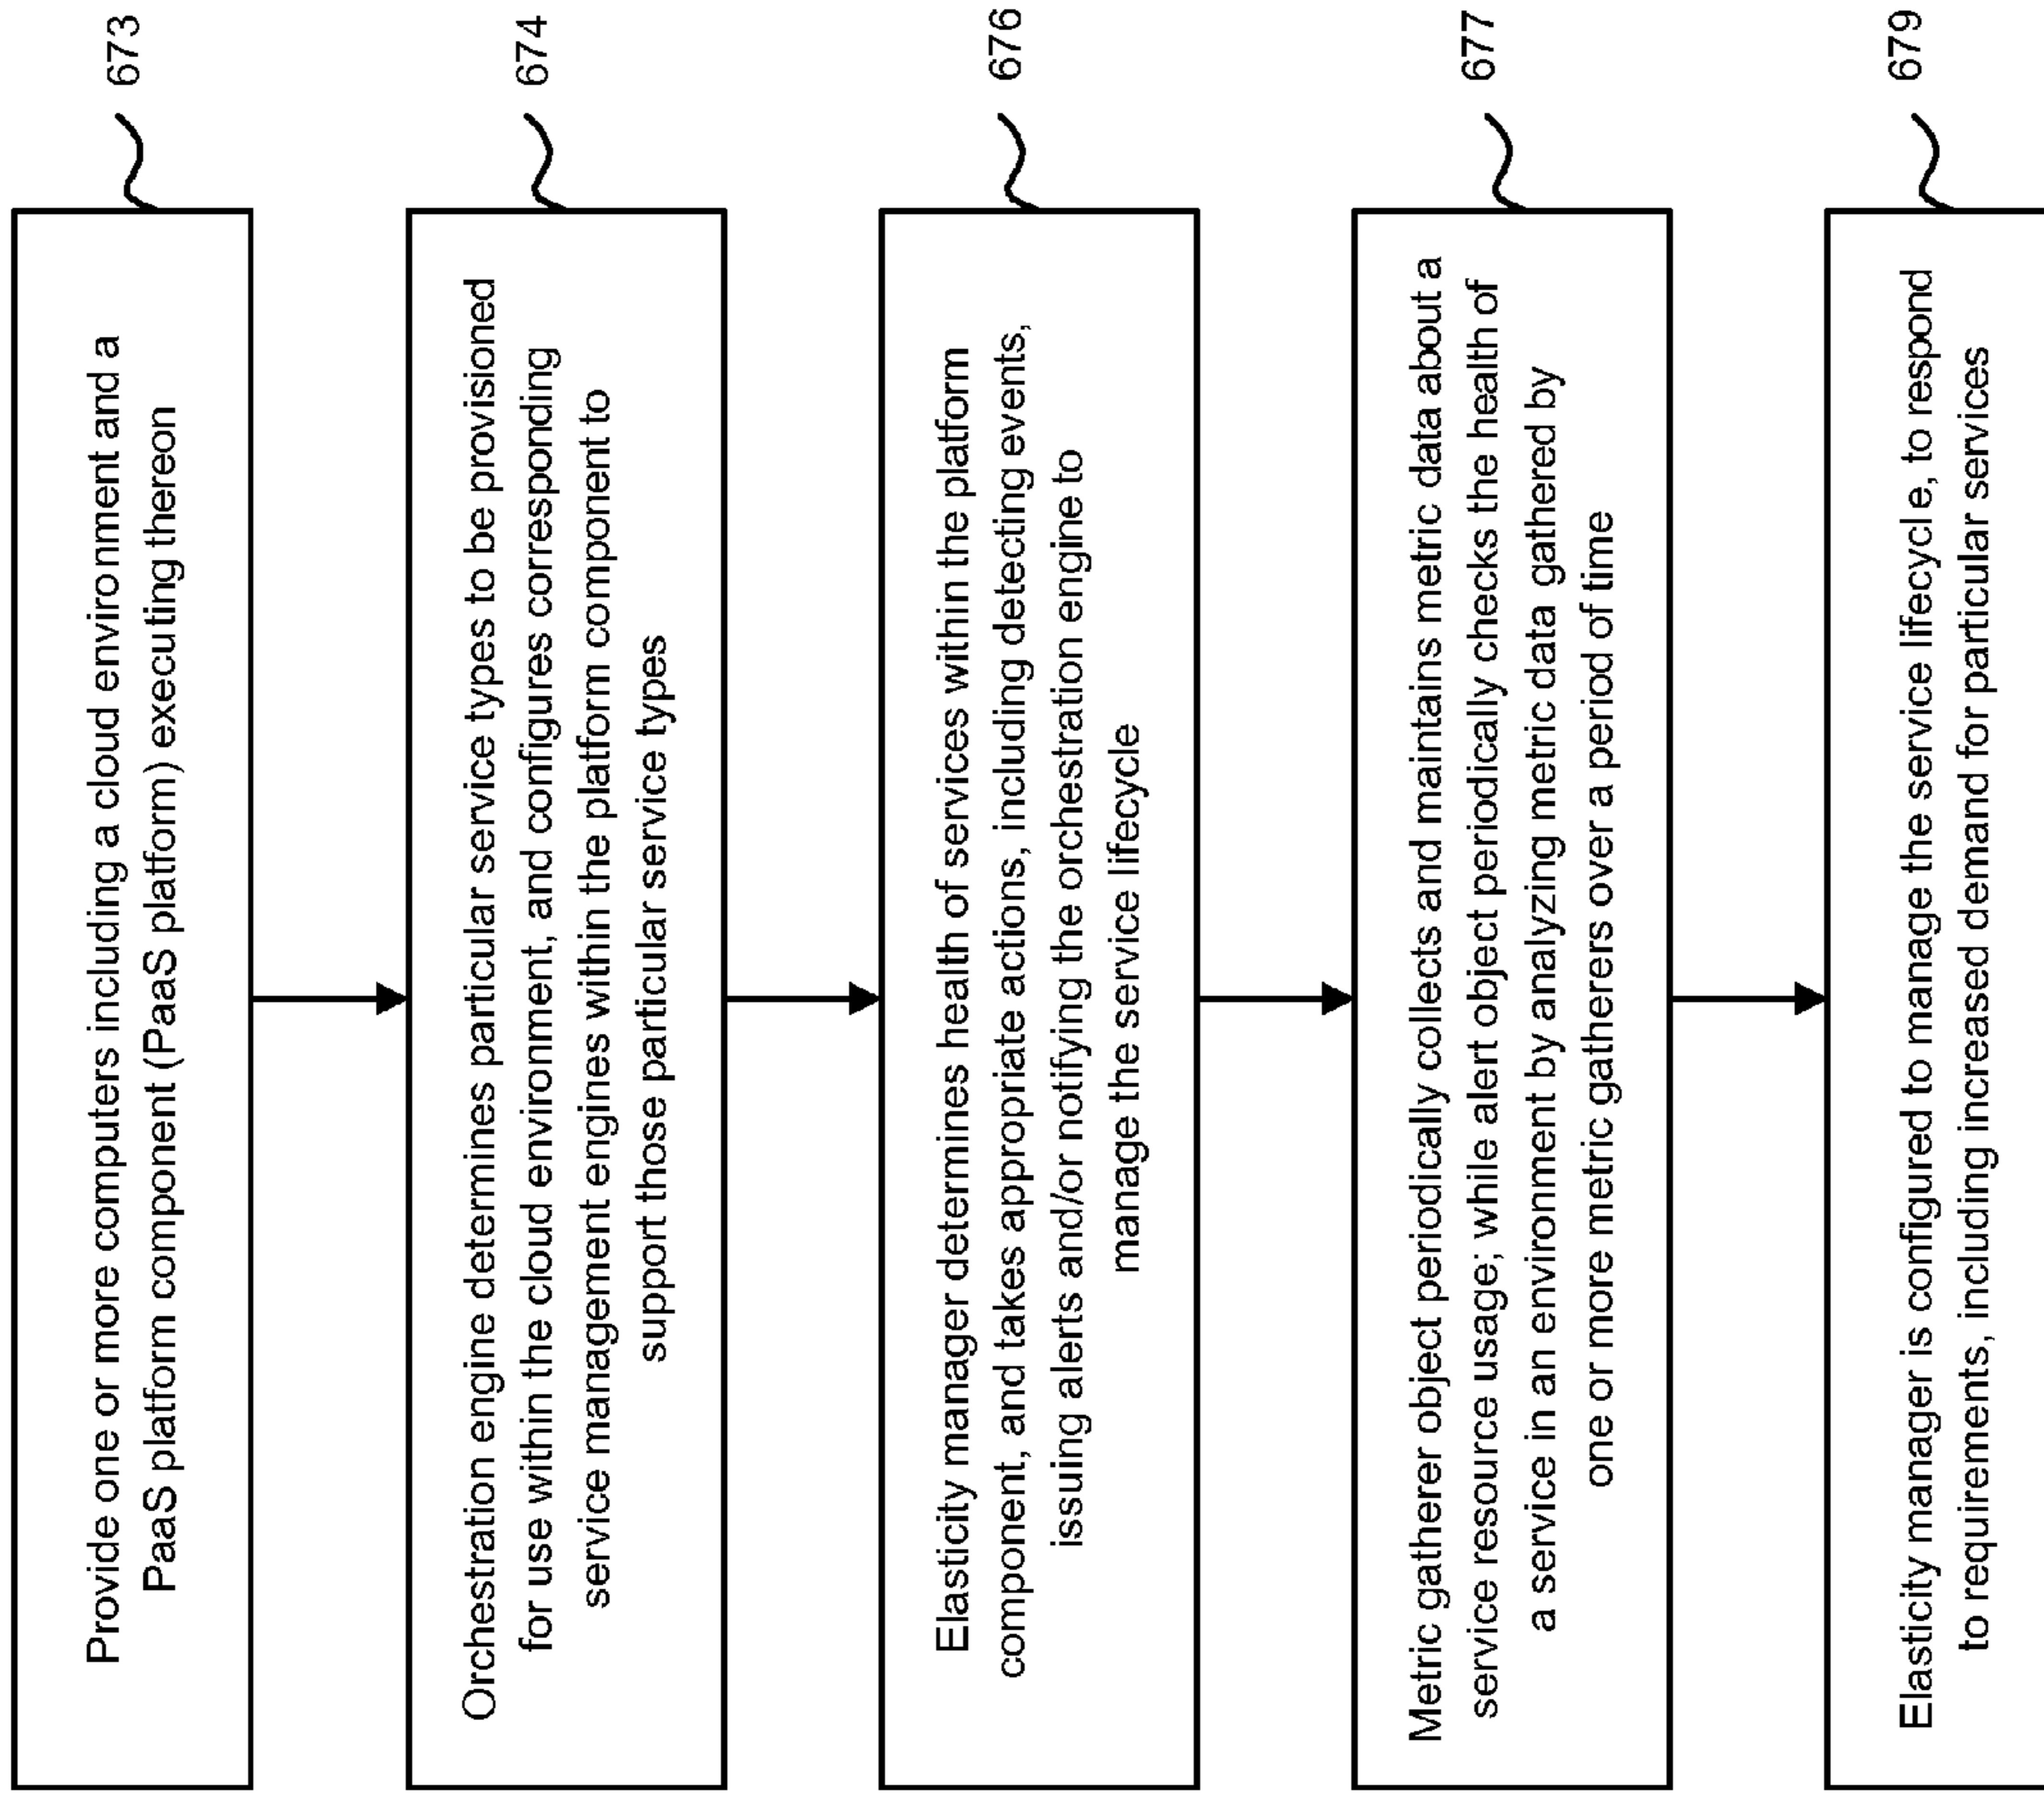 Provide one or more computers including a cloud environment and a
PaaS platform component (PaaS platform) executing thereon
673
Orchestration engine determines particular service types to be provisioned
for use within the cloud environment, and configures corresponding
service management engines within the platform component to
support those particular service types
674
Elasticity manager determines health of services within the platform
component, and takes appropriate actions, including detecting events,
issuing alerts and/or notifying the orchestration engine to
manage the service lifecycle
676
Metric gatherer object periodically collects and maintains metric data about a
service resource usage; while alert object periodically checks the health of
a service in an environment by analyzing metric data gathered by
one or more metric gatherers over a period of time
677
Elasticity manager is configured to manage the service lifecycle, to respond
to requirements, including increased demand for particular services
679